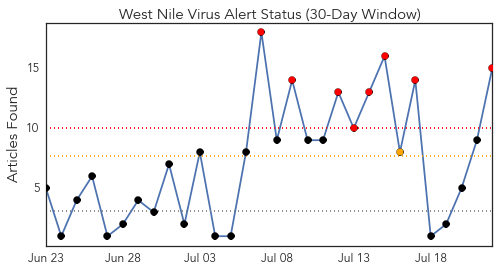 West Nile Virus Alert Status (30-Day Window)
Articles Found
15
10
5
Jun 23 Jun 28 Jul 03 Jul 08 Jul 13 Jul 18